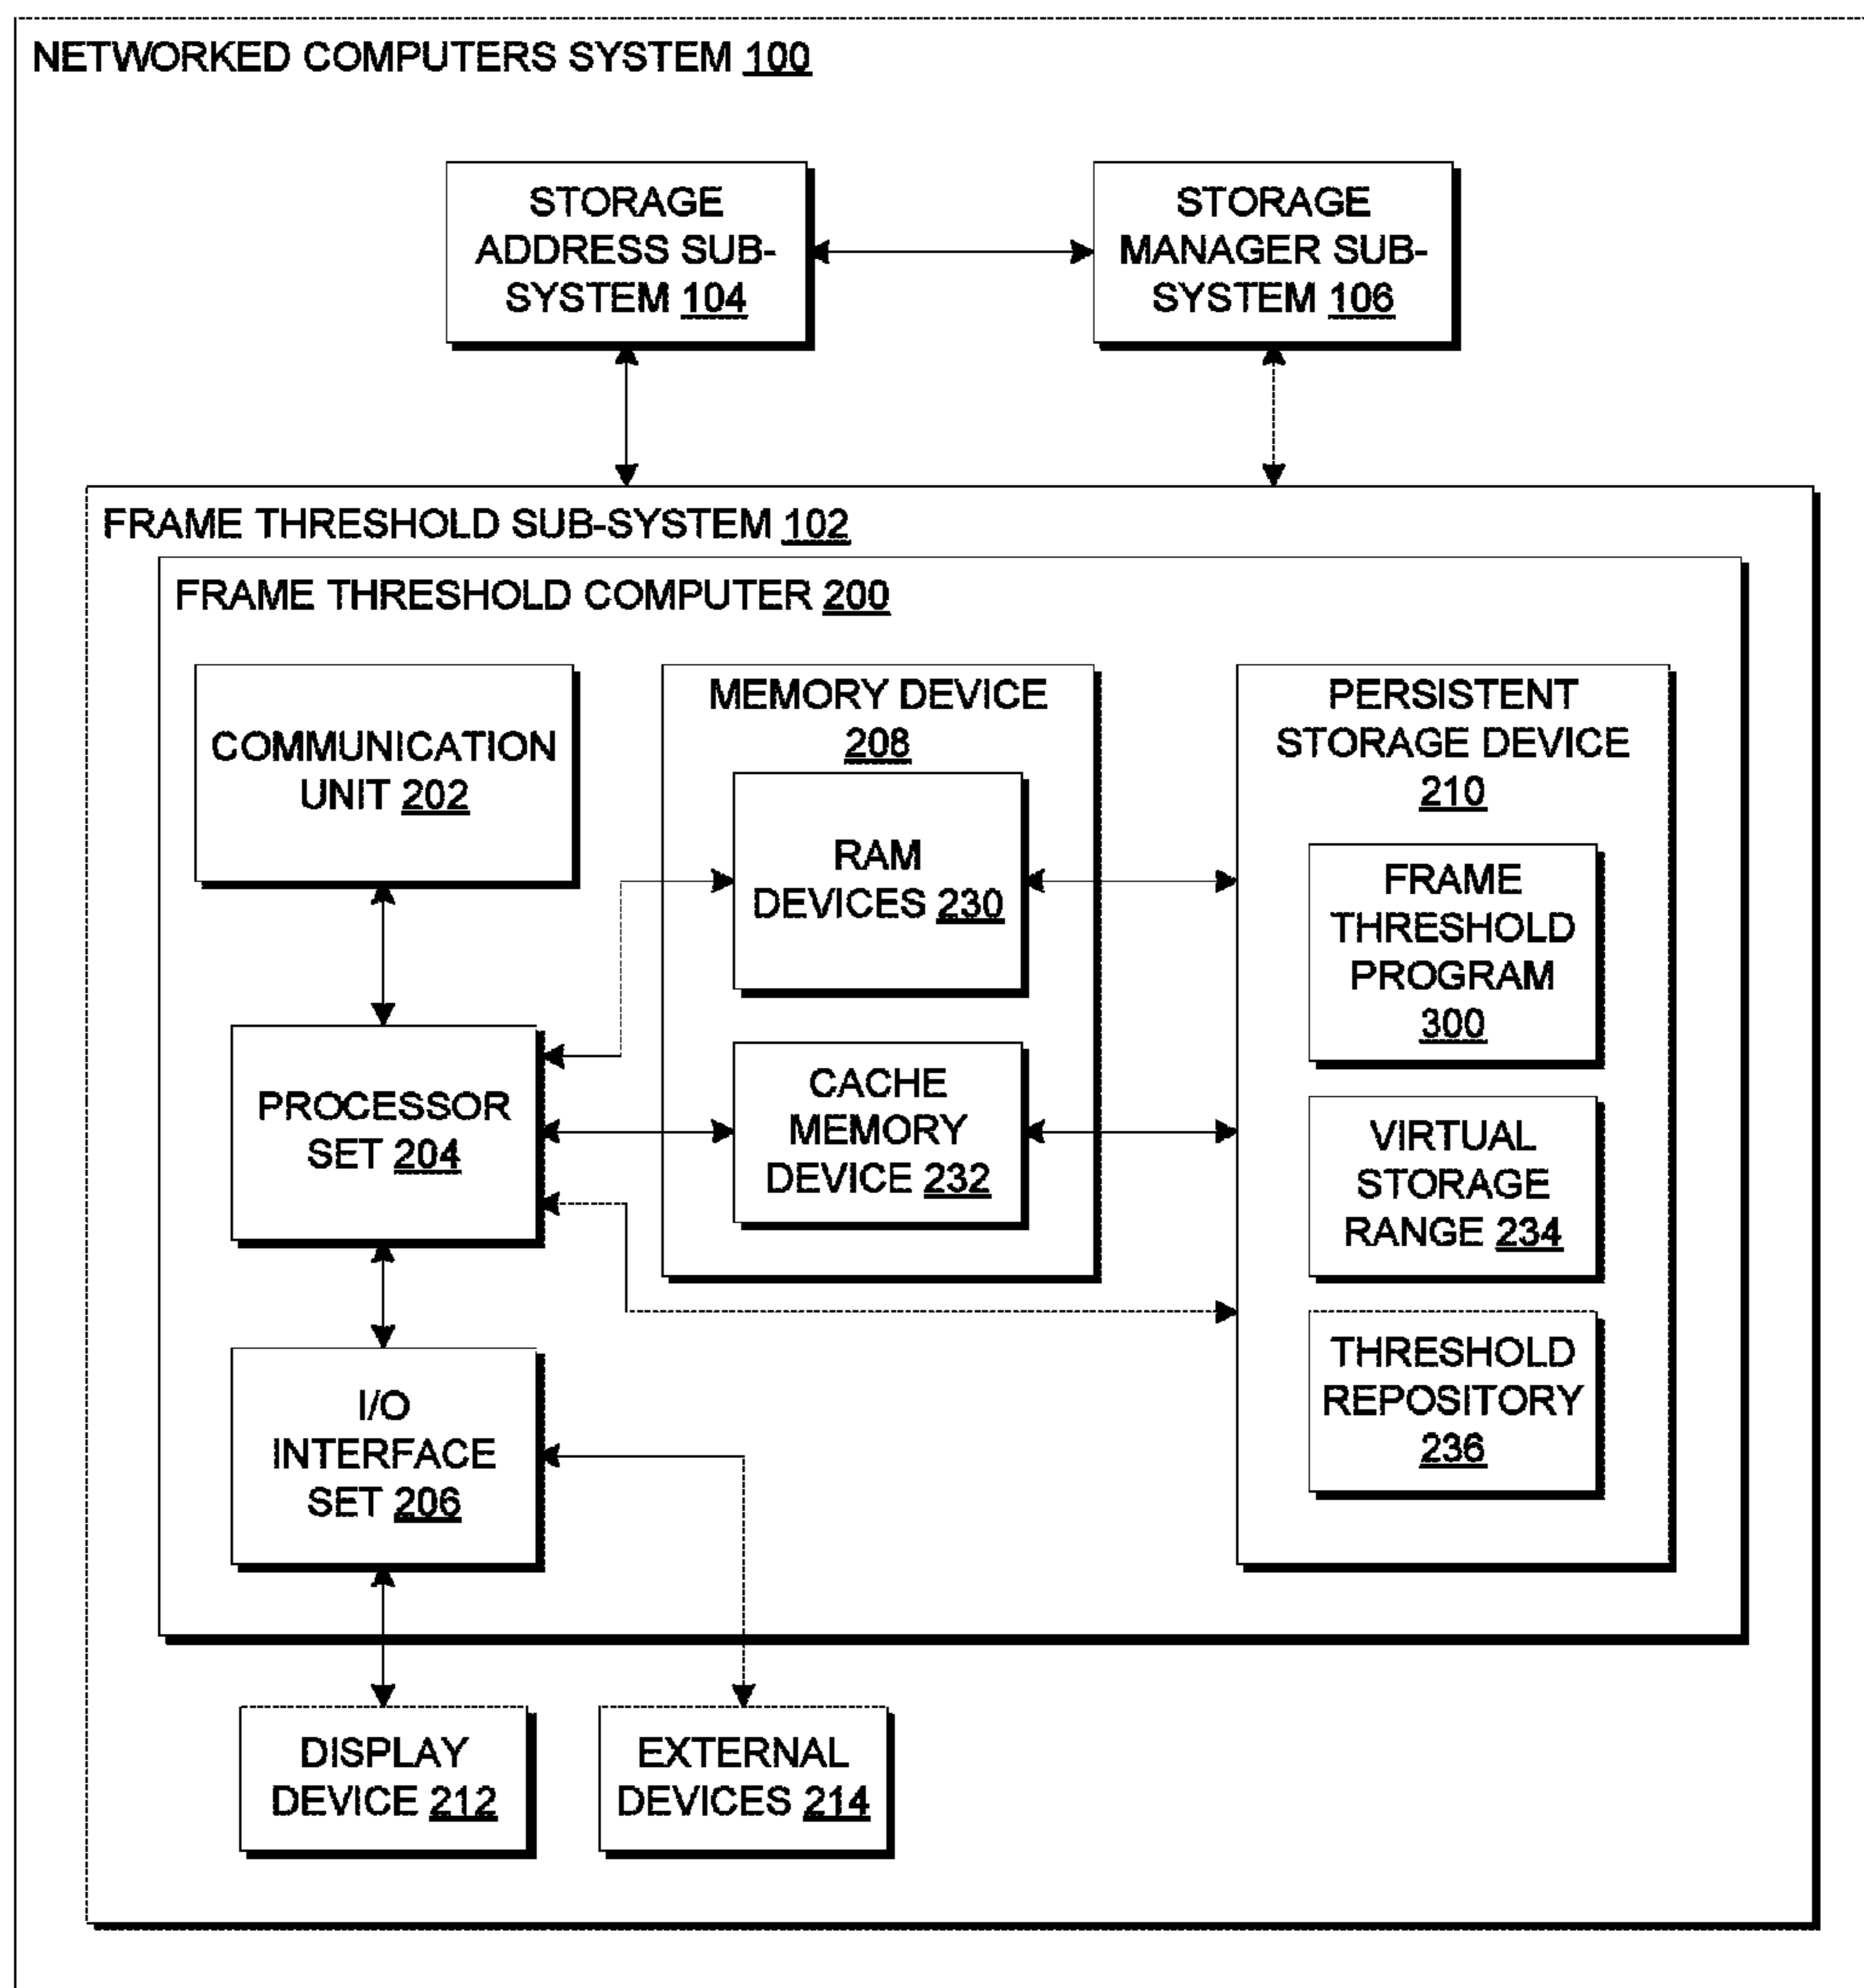 NETWORKED COMPUTERS SYSTEM 100
STORAGE
ADDRESS SUB-
SYSTEM 104
STORAGE
MANAGER SUB-
SYSTEM 106
FRAME THRESHOLD SUB-SYSTEM 102
FRAME THRESHOLD COMPUTER 200
COMMUNICATION
UNIT 202
MEMORY DEVICE
208
RAM
DEVICES 230
CACHE
MEMORY
DEVICE 232
PERSISTENT
STORAGE DEVICE
210
FRAME
THRESHOLD
PROGRAM
300
VIRTUAL
STORAGE
RANGE 234
THRESHOLD
REPOSITORY
236
PROCESSOR
SET 204
I/O
INTERFACE
SET 206
DISPLAY
DEVICE 212
EXTERNAL
DEVICES 214